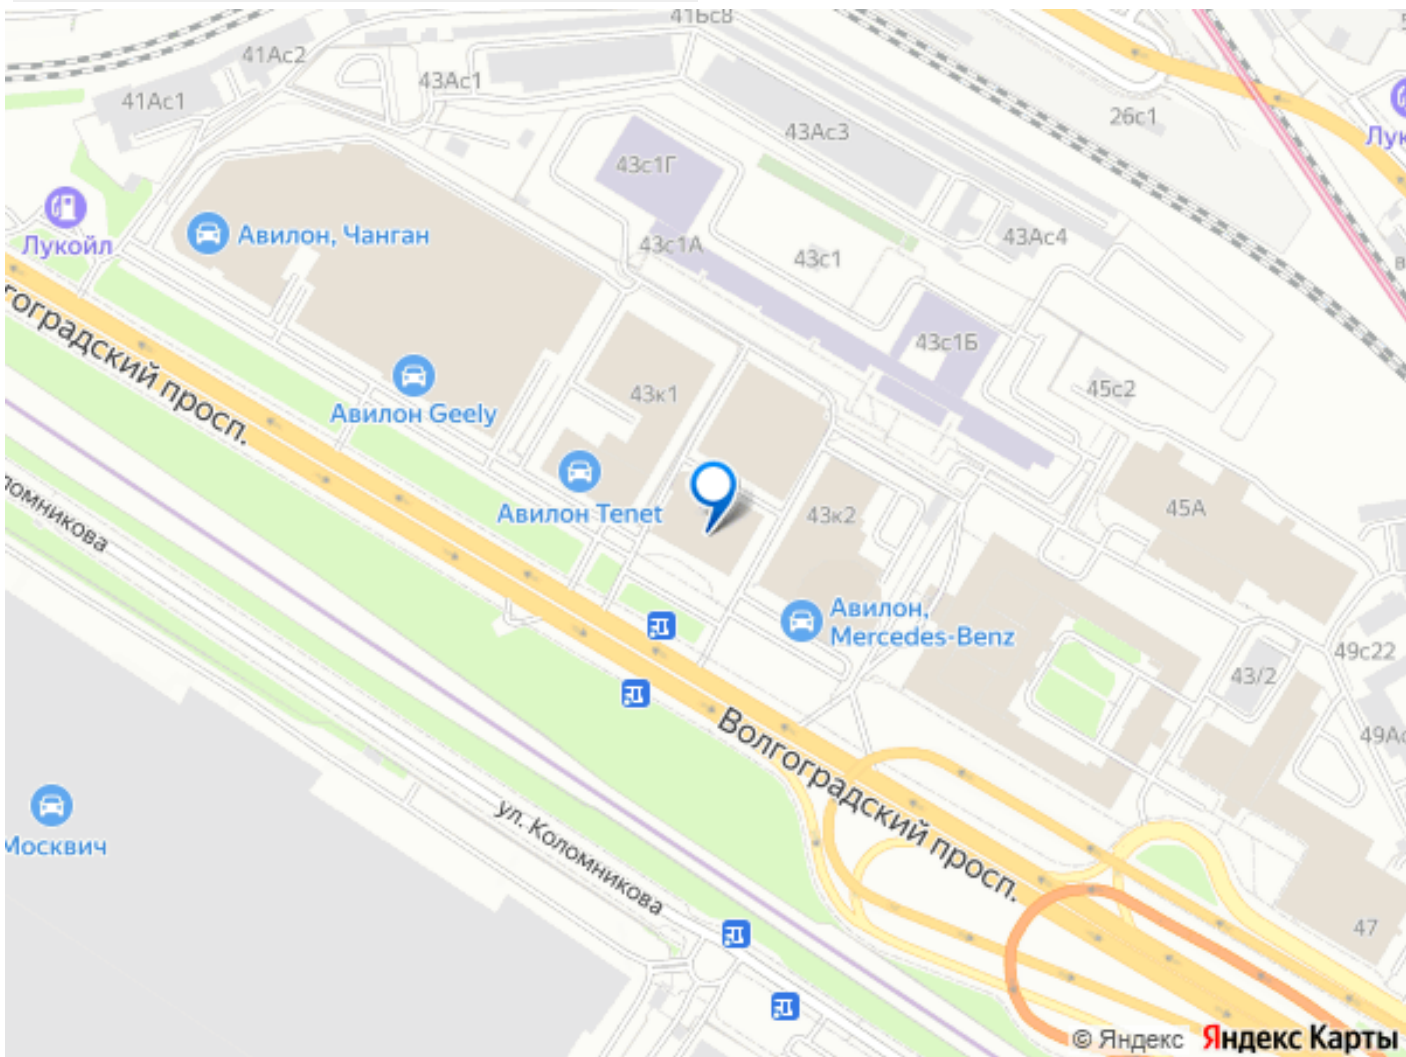 41Бс8
41Ас2
43Ас1
41Ас1
26с1
43Ас3
Лук
43с1Г
Лукойл
Авилон, Чанган
43с1А
43с1
43Ас4
в
гоградский просп.
43с1Б
43к1
45с2
Авилон Geely
Авилон Tenet
43к2
45А
ломникова
Авилон,
Mercedes-Benz
49с22
43/2
49Ас
Волгоградский просп.
Москвич
ул. Коломникова
47
© Яндекс Яндекс Карты